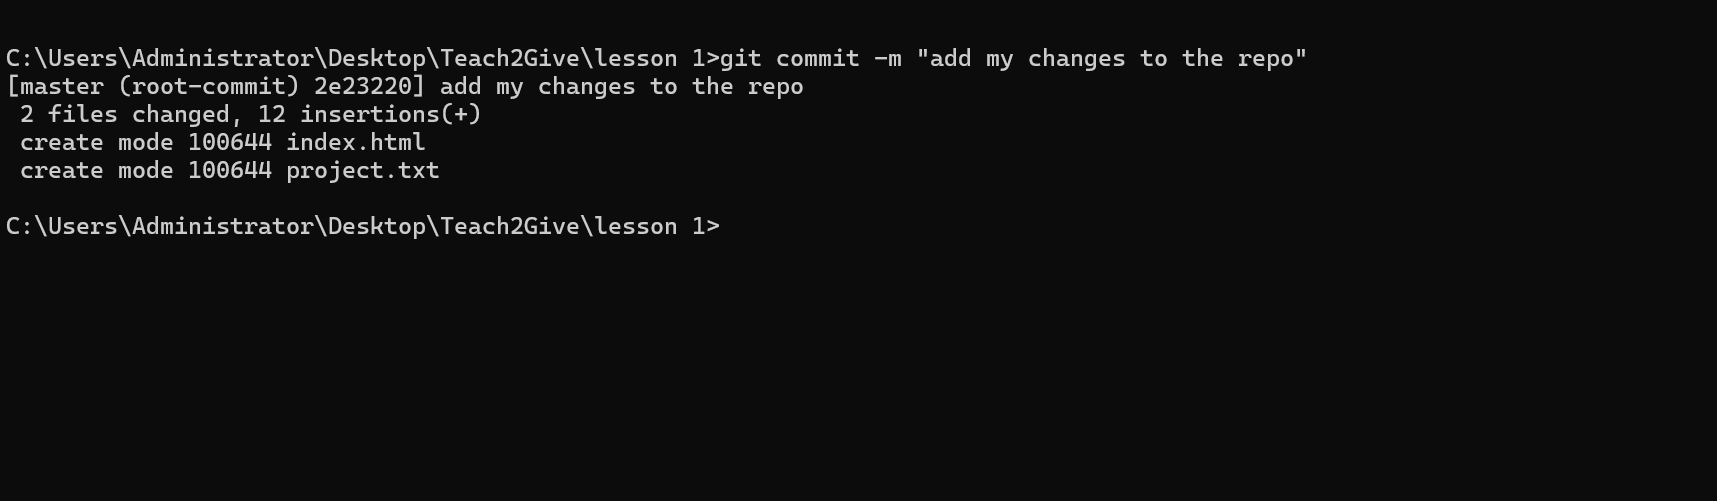 C:\Users\Administrator\Desktop\Teach2Give\lesson 1>git commit -m "add my changes to the repo"
[master (root-commit) 2e23220] add my changes to the repo
 2 files changed, 12 insertions(+)
 create mode 100644 index.html
 create mode 100644 project.txt
C:\Users\Administrator\Desktop\Teach2Give\lesson 1>